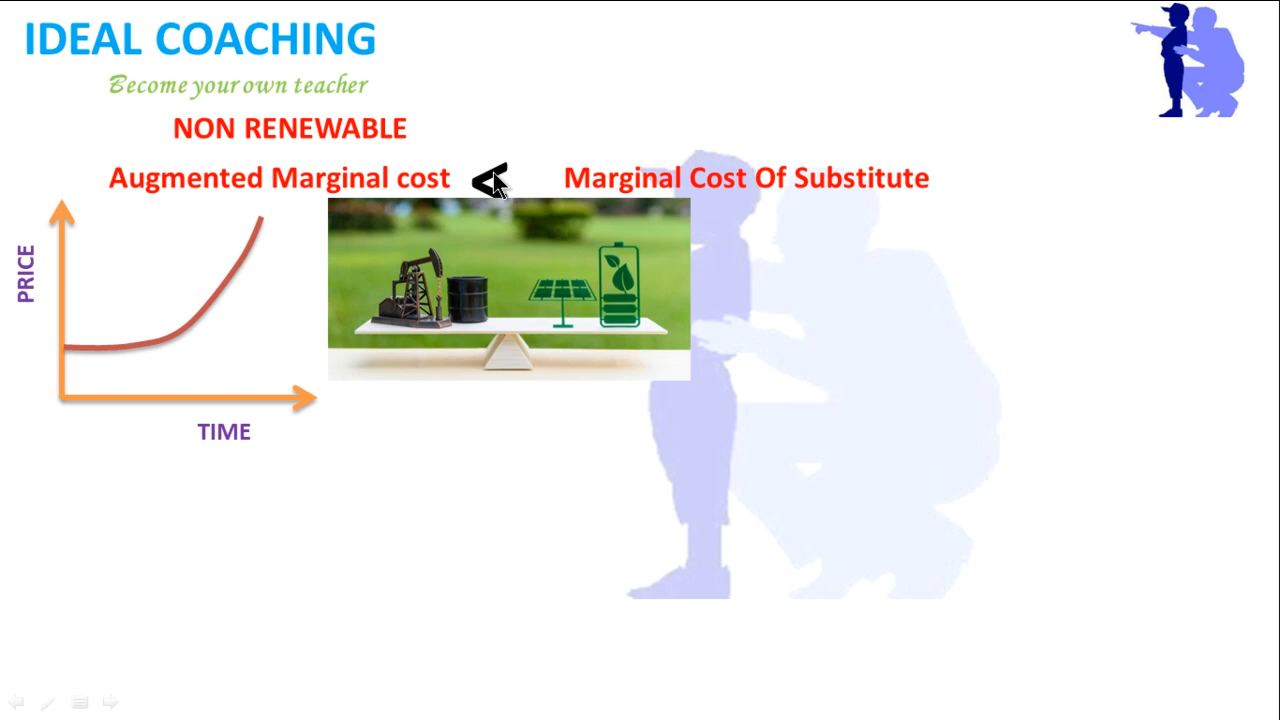 IDEAL COACHING
Become your own teacher
NON RENEWABLE
Augmented Marginal cost < Marginal Cost Of Substitute
PRICE
TIME